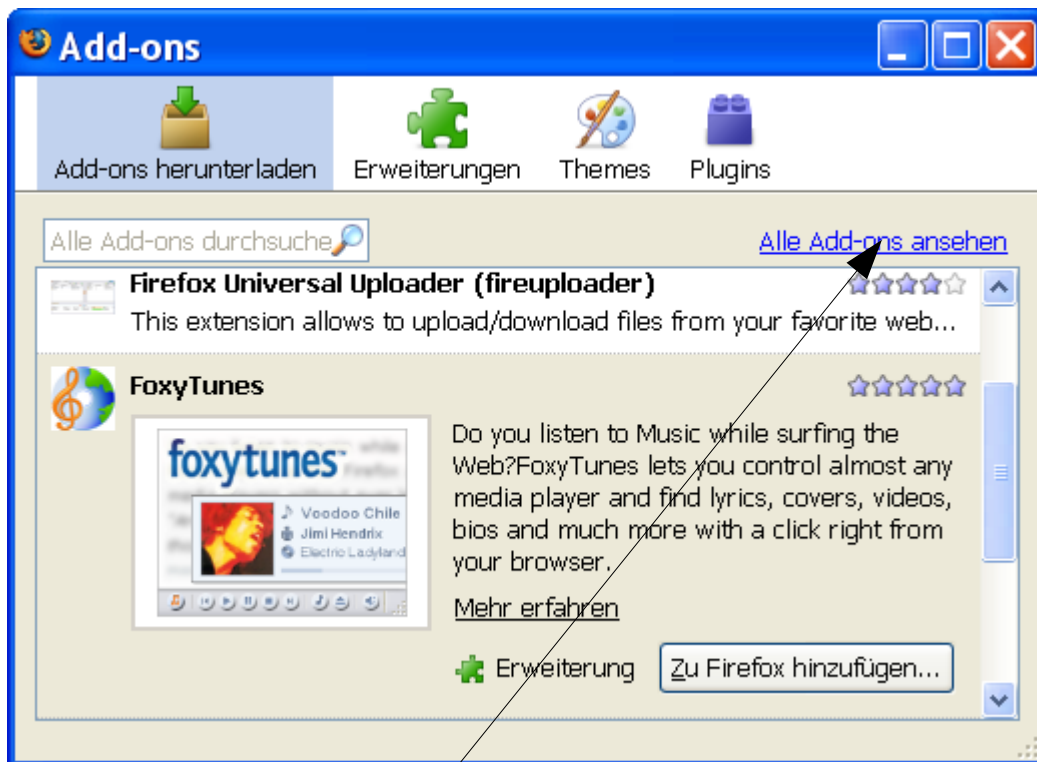 Add-ons
Add-ons herunterladen
Erweiterungen
Themes
Plugins
Alle Add-ons durchsuche
Alle Add-ons ansehen
Firefox Universal Uploader (fireuploader)
This extension allows to upload/download files from your favorite web...
FoxyTunes
foxytunes
Voodoo Chile
Jimi Hendrix
Electric Ladyland
Do you listen to Music while surfing the
Web?FoxyTunes lets you control almost any
media player and find lyrics, covers, videos,
bios and much more with a click right from
your browser.
Mehr erfahren
Erweiterung
Zu Firefox hinzufügen...